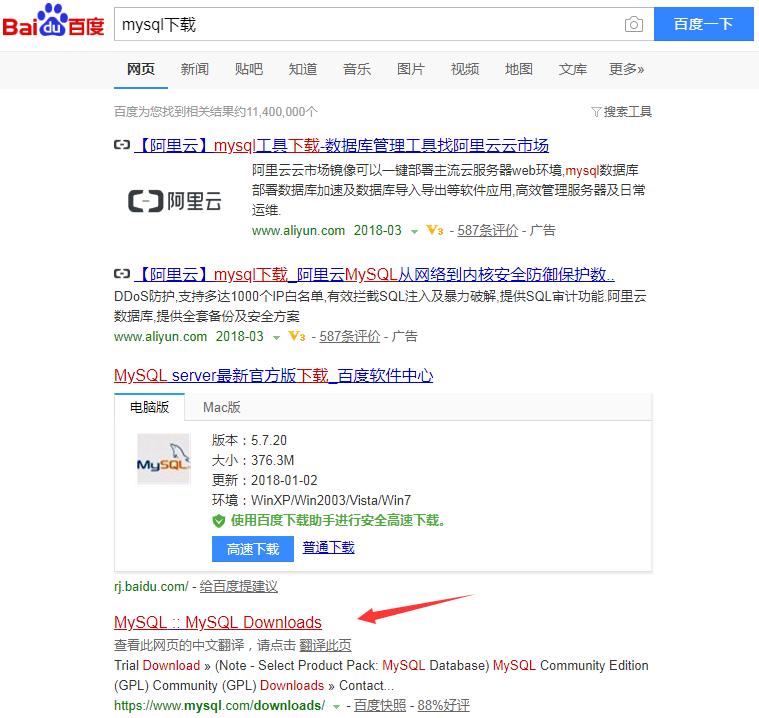 Bai du 百度 mysql下载 百度一下
网页 新闻 贴吧 知道 音乐 图片 视频 地图 文库 更多»
百度为您找到相关结果约11,400,000个 搜索工具
【阿里云】mysql工具下载-数据库管理工具找阿里云云市场
阿里云
阿里云云市场镜像可以一键部署主流云服务器web环境,mysql数据库
部署数据库加速及数据库导入导出等软件应用,高效管理服务器及日常
运维.
www.aliyun.com 2018-03 V3 - 587条评价 - 广告
【阿里云】mysql下载_阿里云MySQL从网络到内核安全防御保护数..
DDoS防护,支持多达1000个IP白名单,有效拦截SQL注入及暴力破解,提供SQL审计功能.阿里云
数据库,提供全套备份及安全方案
www.aliyun.com 2018-03 V3 - 587条评价 - 广告
MySQL server最新官方版下载_百度软件中心
电脑版 Mac版
MySQL
版本：5.7.20
大小：376.3M
更新：2018-01-02
环境：WinXP/Win2003/Vista/Win7
使用百度下载助手进行安全高速下载。
高速下载 普通下载
rj.baidu.com/ - 给百度提建议
MySQL :: MySQL Downloads
查看此网页的中文翻译，请点击 翻译此页
Trial Download » (Note - Select Product Pack: MySQL Database) MySQL Community Edition
(GPL) Community (GPL) Downloads » Contact...
https://www.mysql.com/downloads/ - 百度快照 - 88%好评